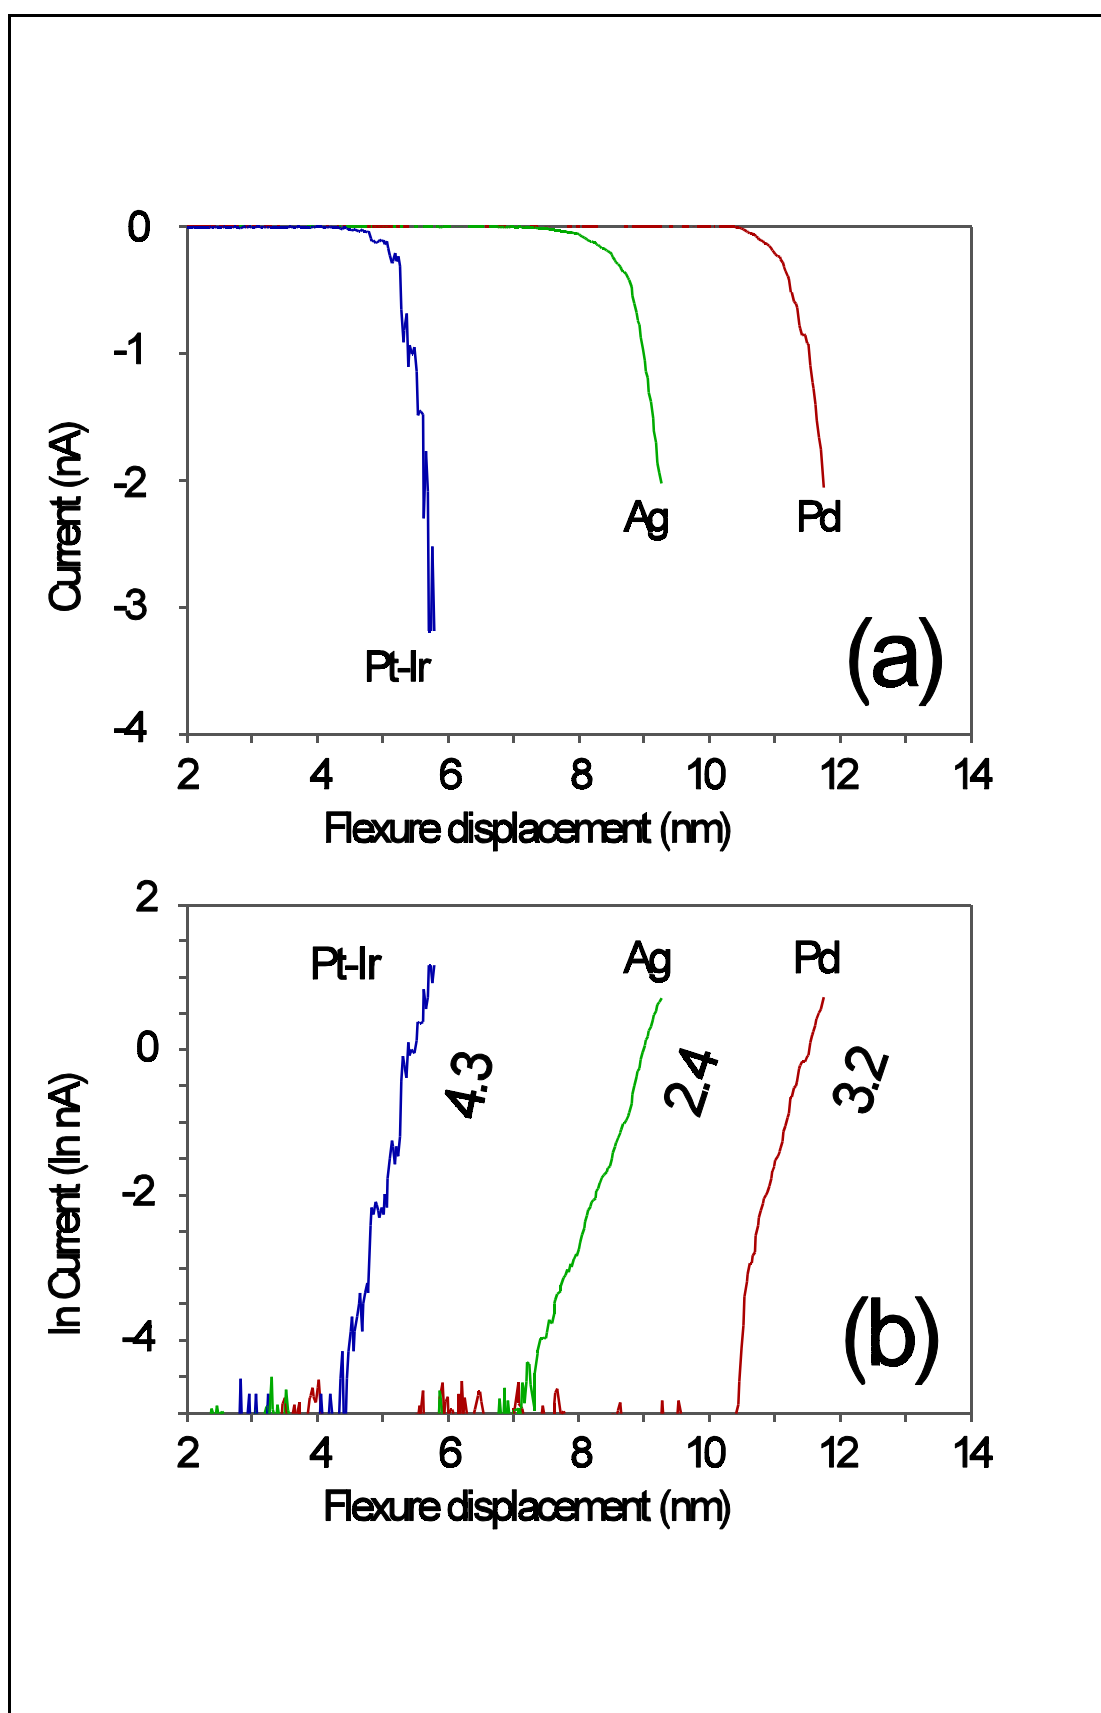 0
-1
-2
-3
-4
Current (nA)
Ag
Pd
Pt-Ir
(a)
2 4 6 8 10 12 14
Flexure displacement (nm)
2
0
-2
-4
ln Current (ln nA)
Pt-Ir
Ag
Pd
4.3
2.4
3.2
(b)
2 4 6 8 10 12 14
Flexure displacement (nm)